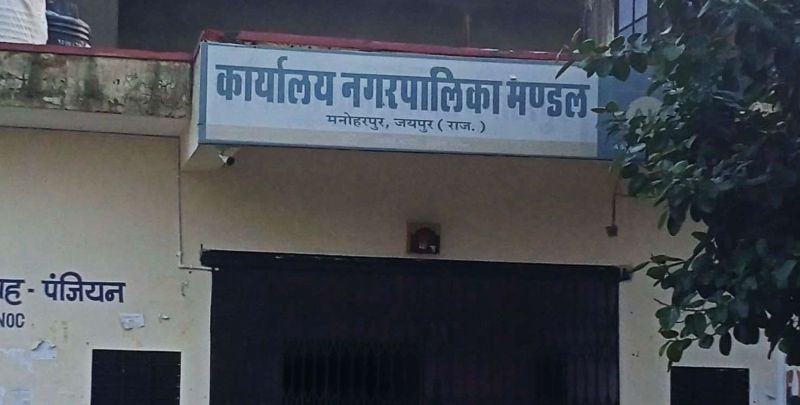 कार्यालय नगरपालिका मण्डल
मनोहरपुर, जयपुर ( राज. )
- पंजियन
NOC